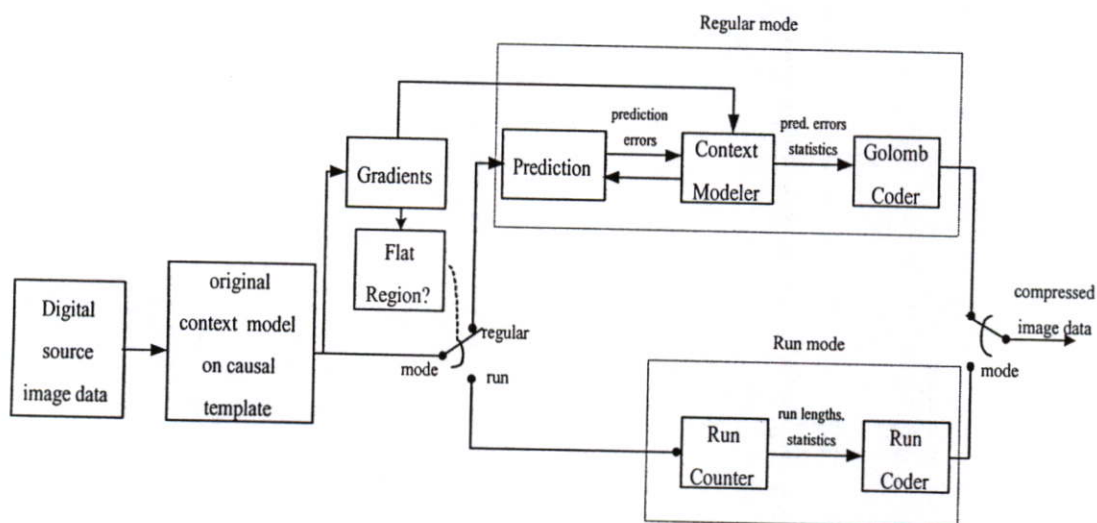 Regular mode
prediction
errors
pred. errors
statistics
Prediction
Context
Modeler
Golomb
Coder
Gradients
Flat
Region?
Digital
source
image data
original
context model
on causal
template
mode
regular
run
compressed
image data
mode
Run mode
Run
Counter
run lengths.
statistics
Run
Coder